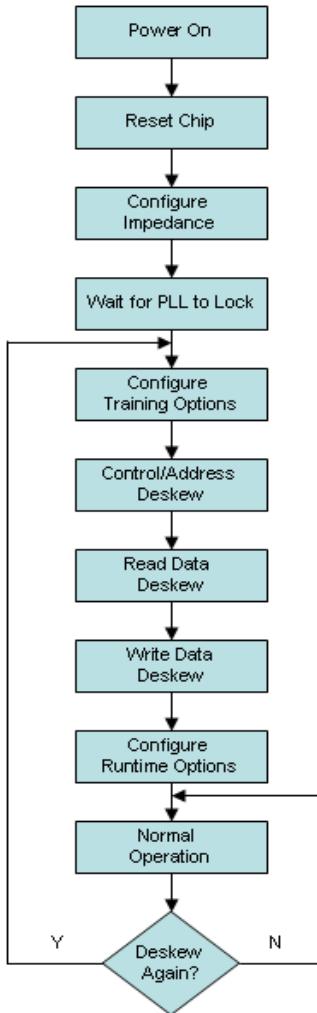 Power On
Reset Chip
Configure
Impedance
Wait for PLL to Lock
Configure
Training Options
Control/Address
Deskew
Read Data
Deskew
Write Data
Deskew
Configure
Runtime Options
Normal
Operation
Y
Deskew
Again?
N